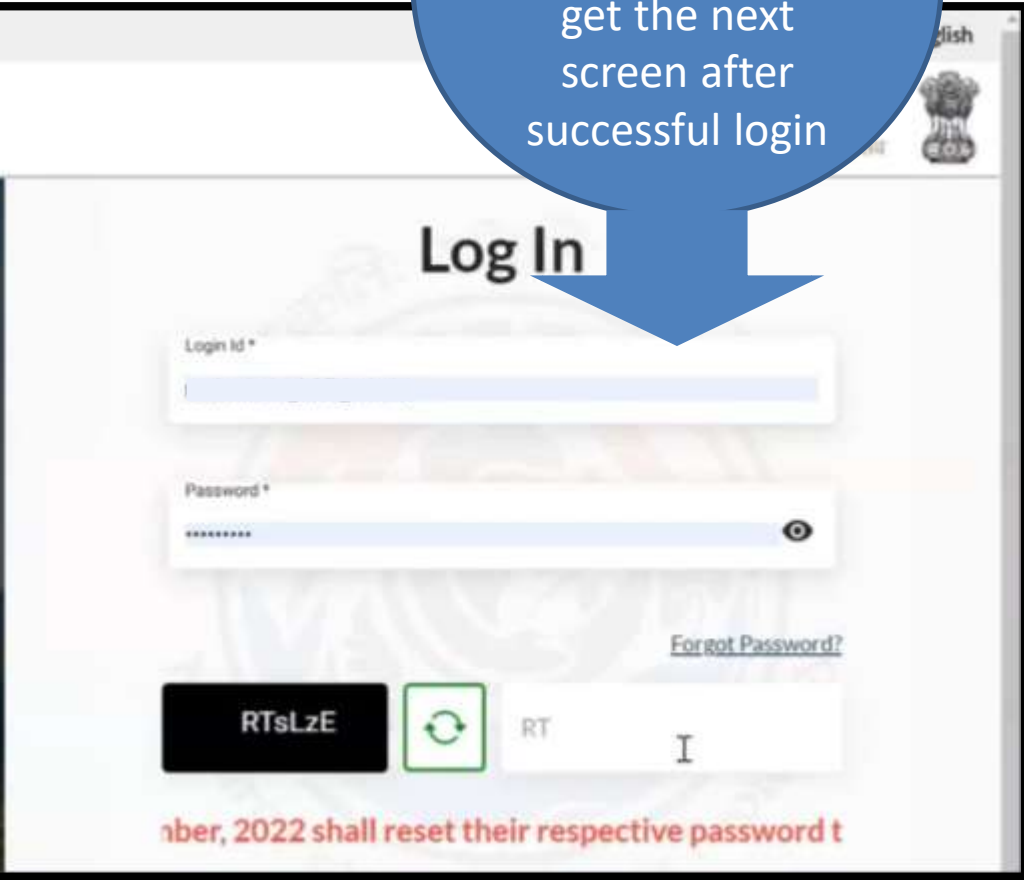 get the next
screen after
successful login
glish
Log In
Login Id *
Password *
•••••••••
Forgot Password?
RTsLzE
RT
nber, 2022 shall reset their respective password t